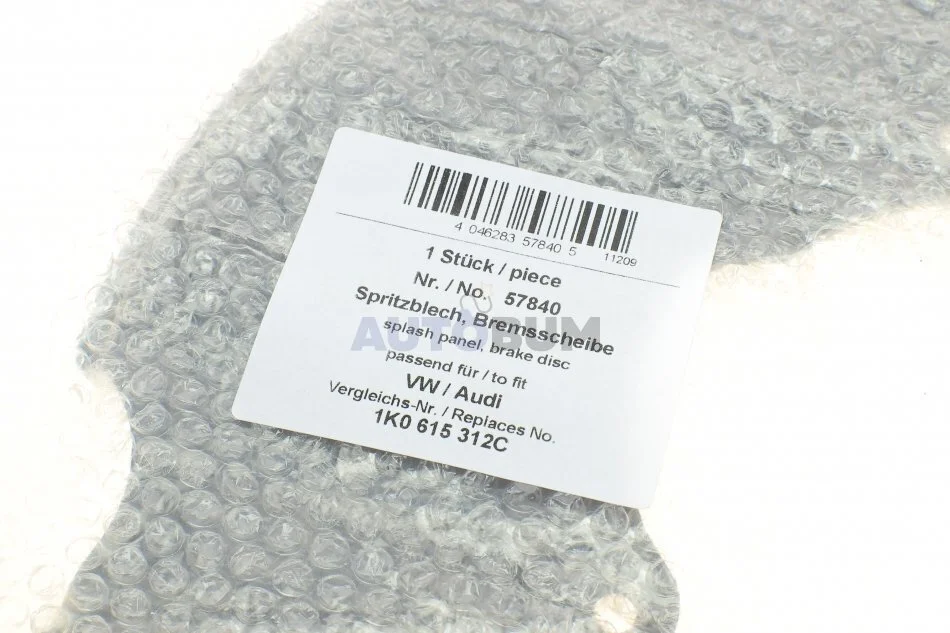 4 046283 57840 5
11209
1 Stück / piece
Nr. / No. 57840
Spritzblech, Bremsscheibe
AUTOBUM
splash panel, brake disc
passend für / to fit
VW / Audi
Vergleichs-Nr. / Replaces No.
1K0 615 312C